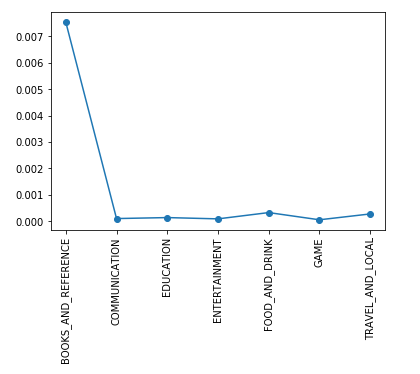 0.007
0.006
0.005
0.004
0.003
0.002
0.001
0.000
BOOKS_AND_REFERENCE
COMMUNICATION
EDUCATION
ENTERTAINMENT
FOOD_AND_DRINK
GAME
TRAVEL_AND_LOCAL